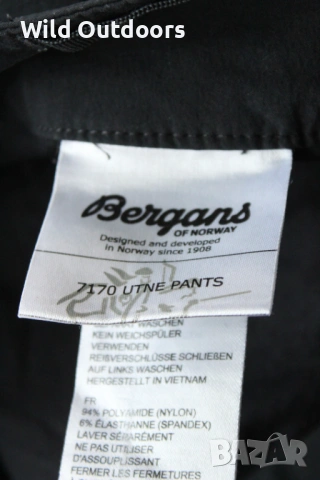 Wild Outdoors
Bergans
OF NORWAY
Designed and developed
in Norway since 1908
7170 UTNE PANTS
WASCHEN
KEIN WEICHSPÜLER
VERWENDEN
REIßVERSCHLÜSSE SCHLIEßEN
AUF LINKS WASCHEN
HERGESTELLT IN VIETNAM
FR
94% POLYAMIDE (NYLON)
6% ÉLASTHANNE (SPANDEX)
LAVER SÉPARÉMENT
NE PAS UTILISER
D'ASSOUPLISSANT
FERMER LES FERMETURES
БАЗАР